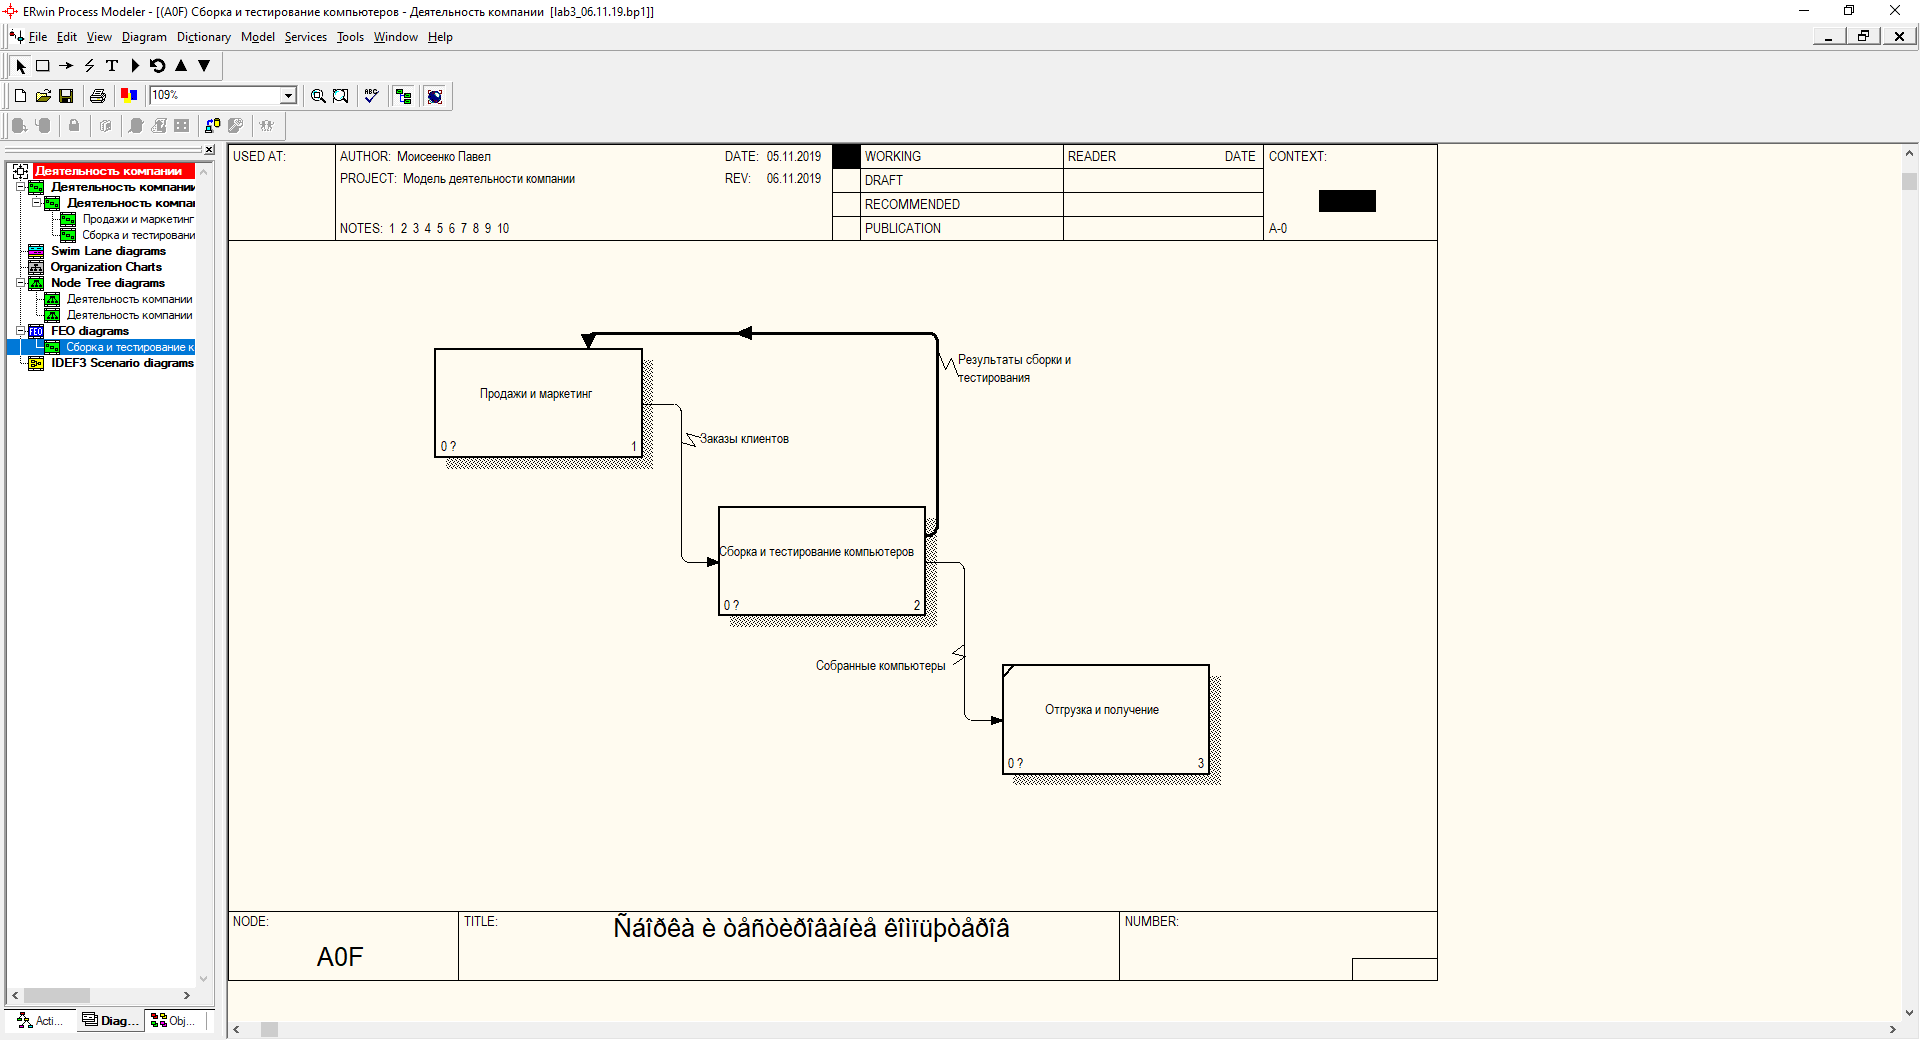 ERwin Process Modeler - [(A0F) Сборка и тестирование компьютеров - Деятельность компании  [lab3_06.11.19.bp1]]
File Edit View Diagram Dictionary Model Services Tools Window Help
109%
Деятельность компании
Деятельность компании
Деятельность компа
Продажи и маркетинг
Сборка и тестировани
Swim Lane diagrams
Organization Charts
Node Tree diagrams
Деятельность компании
Деятельность компании
FEO diagrams
Сборка и тестирование к
IDEF3 Scenario diagrams
Acti... Diag... Obj...
USED AT: AUTHOR: Моисеенко Павел DATE: 05.11.2019 WORKING READER DATE CONTEXT:
PROJECT: Модель деятельности компании REV: 06.11.2019 DRAFT
RECOMMENDED
NOTES: 1 2 3 4 5 6 7 8 9 10 PUBLICATION A-0
Результаты сборки и
тестирования
Продажи и маркетинг
0 ? 1
Заказы клиентов
Сборка и тестирование компьютеров
0 ? 2
Собранные компьютеры
Отгрузка и получение
0 ? 3
NODE: TITLE: NUMBER:
Ñáîðêà è òåñòèðîâàíèå êîìïüþòåðîâ
A0F